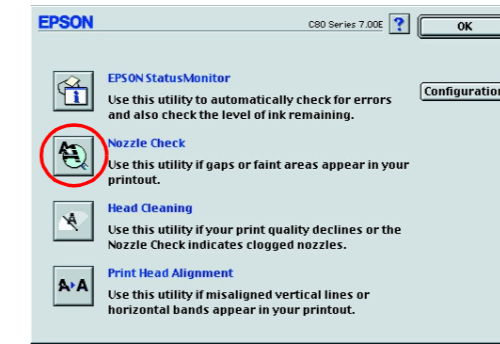 EPSON C80 Series 7.00E ? OK
EPSON StatusMonitor
Use this utility to automatically check for errors
and also check the level of ink remaining.
Configuration
Nozzle Check
Use this utility if gaps or faint areas appear in your
printout.
Head Cleaning
Use this utility if your print quality declines or the
Nozzle Check indicates clogged nozzles.
Print Head Alignment
Use this utility if misaligned vertical lines or
horizontal bands appear in your printout.